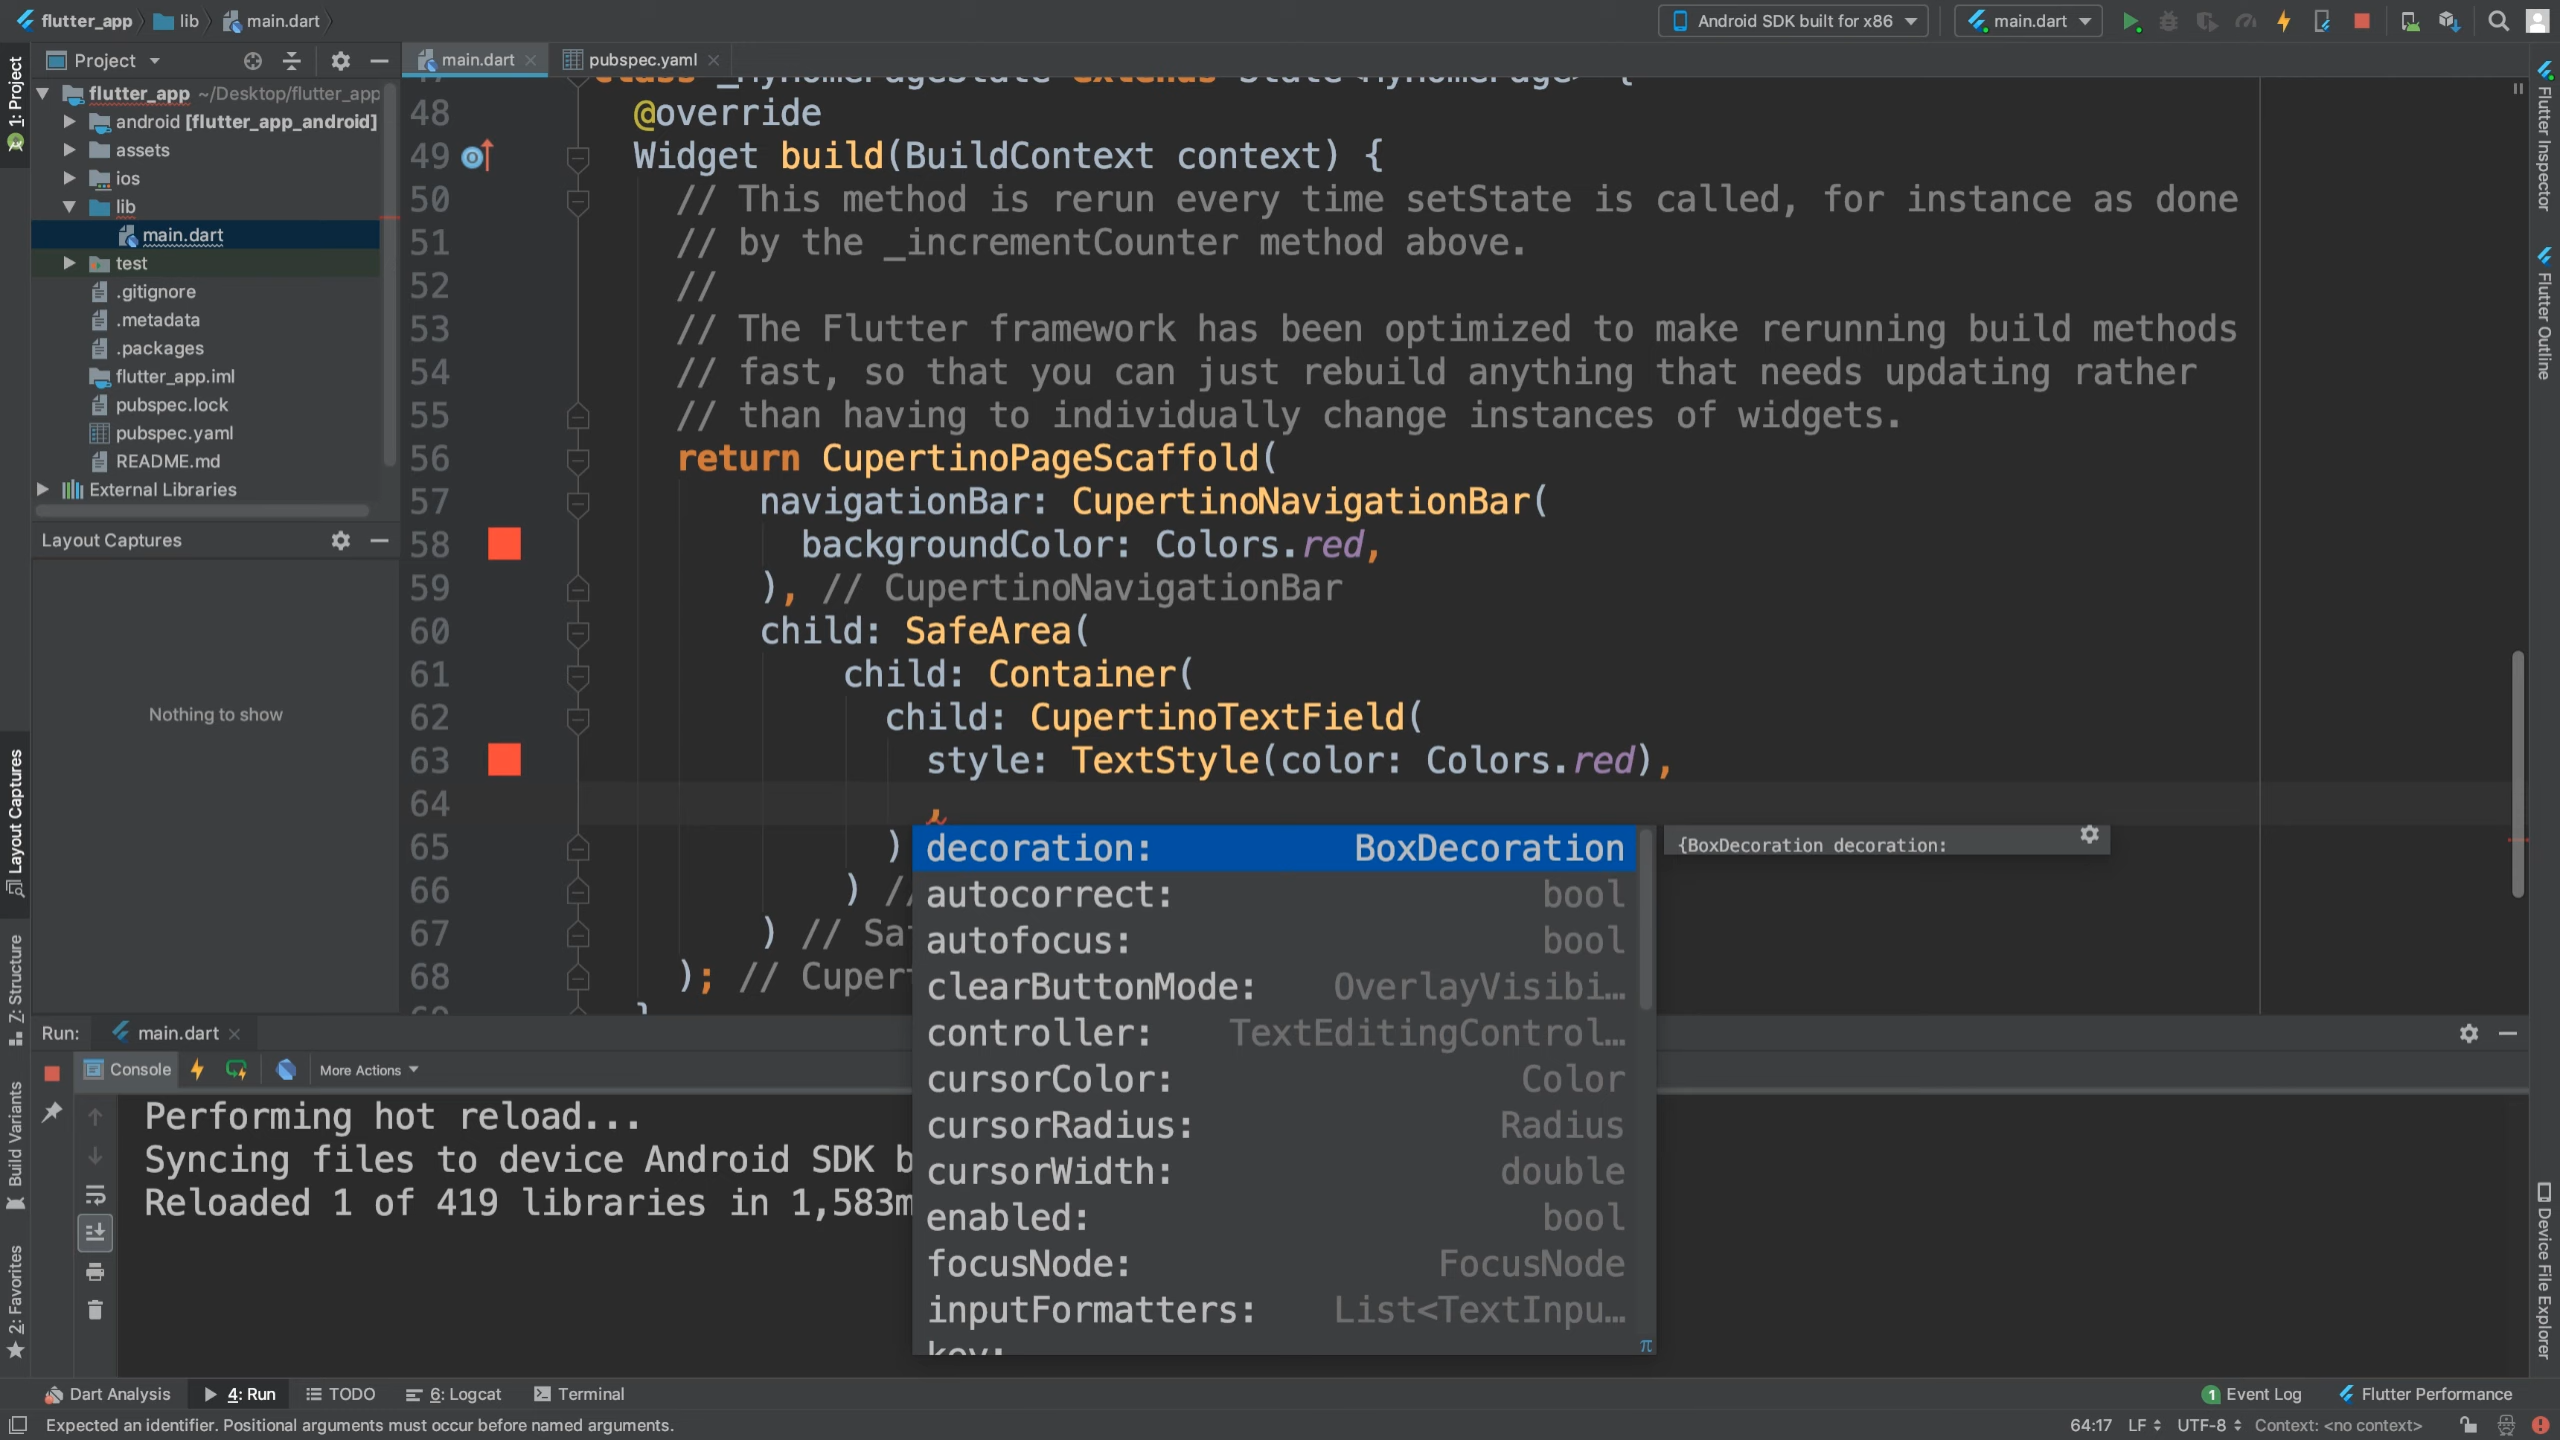 flutter_app
lib
main.dart
Android SDK built for x86
main.dart
Project
main.dart
pubspec.yaml
1: Project
flutter_app ~/Desktop/flutter_app
android [flutter_app_android]
assets
ios
lib
main.dart
test
.gitignore
.metadata
.packages
flutter_app.iml
pubspec.lock
pubspec.yaml
README.md
External Libraries
Layout Captures
Nothing to show
Layout Captures
Z: Structure
Build Variants
2: Favorites
class _MyHomePageState extends State<MyHomePage> {
48 @override
49 Widget build(BuildContext context) {
50 // This method is rerun every time setState is called, for instance as done
51 // by the _incrementCounter method above.
52 //
53 // The Flutter framework has been optimized to make rerunning build methods
54 // fast, so that you can just rebuild anything that needs updating rather
55 // than having to individually change instances of widgets.
56 return CupertinoPageScaffold(
57 navigationBar: CupertinoNavigationBar(
58 backgroundColor: Colors.red,
59 ), // CupertinoNavigationBar
60 child: SafeArea(
61 child: Container(
62 child: CupertinoTextField(
63 style: TextStyle(color: Colors.red),
64 ,
65 )
66 ) //
67 ) // Sa
68 ); // Cuper
}
decoration: BoxDecoration
autocorrect: bool
autofocus: bool
clearButtonMode: OverlayVisibi…
controller: TextEditingControl…
cursorColor: Color
cursorRadius: Radius
cursorWidth: double
enabled: bool
focusNode: FocusNode
inputFormatters: List<TextInpu…
key:
π
{BoxDecoration decoration:
Flutter Inspector
Flutter Outline
Device File Explorer
Run: main.dart
Console
More Actions
Performing hot reload...
Syncing files to device Android SDK b
Reloaded 1 of 419 libraries in 1,583m
Dart Analysis
4: Run
TODO
6: Logcat
Terminal
1 Event Log
Flutter Performance
Expected an identifier. Positional arguments must occur before named arguments.
64:17 LF UTF-8 Context: <no context>